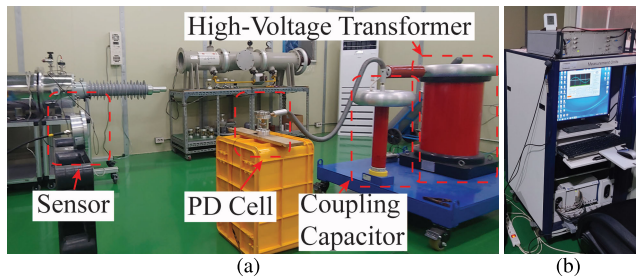 High-Voltage Transformer
Sensor
PD Cell
Coupling
Capacitor
(a)
(b)